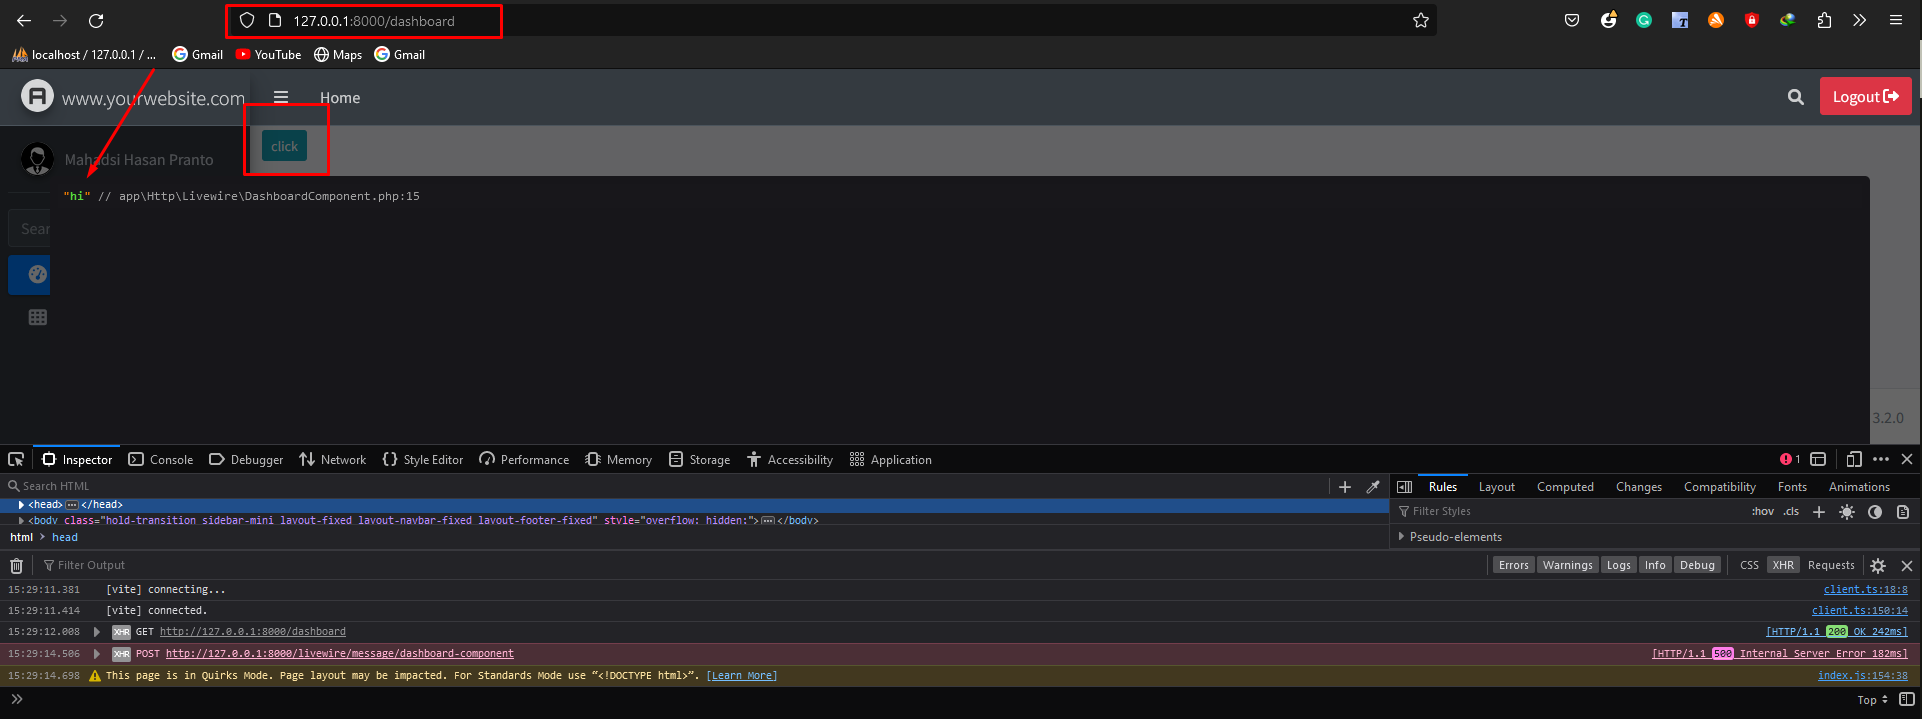 127.0.0.1:8000/dashboard
localhost / 127.0.0.1 / ... Gmail YouTube Maps Gmail
www.yourwebsite.com Home Logout
Mahadsi Hasan Pranto click
"hi" // app\Http\Livewire\DashboardComponent.php:15
Sear
3.2.0
Inspector Console Debugger Network Style Editor Performance Memory Storage Accessibility Application 1
Search HTML Rules Layout Computed Changes Compatibility Fonts Animations
<head> ... </head> Filter Styles :hov .cls
<body class="hold-transition sidebar-mini layout-fixed layout-navbar-fixed layout-footer-fixed" style="overflow: hidden;"> ... </body>
html > head Pseudo-elements
Filter Output Errors Warnings Logs Info Debug CSS XHR Requests
15:29:11.381 [vite] connecting... client.ts:18:8
15:29:11.414 [vite] connected. client.ts:150:14
15:29:12.008 XHR GET http://127.0.0.1:8000/dashboard [HTTP/1.1 200 OK 242ms]
15:29:14.506 XHR POST http://127.0.0.1:8000/livewire/message/dashboard-component [HTTP/1.1 500 Internal Server Error 182ms]
15:29:14.698 This page is in Quirks Mode. Page layout may be impacted. For Standards Mode use “<!DOCTYPE html>”. [Learn More] index.js:154:38
Top